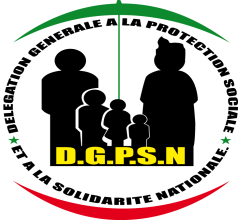 DELEGATION GENERALE A LA PROTECTION SOCIALE
D.G.P.S.N
★ ET A LA SOLIDARITE NATIONALE. ★